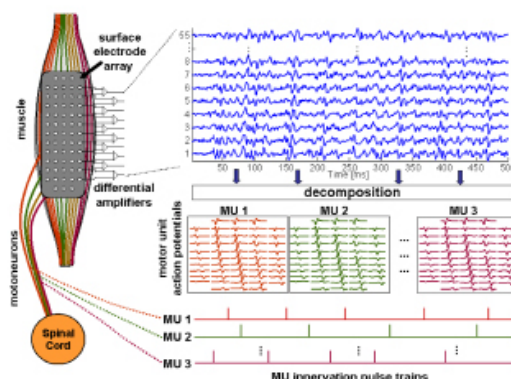 surface
electrode
array
muscle
differential
amplifiers
motoneurons
Spinal
Cord
55
8
7
6
5
4
3
2
1
50 100 150 200 250 300 350 400 450 500
Time [ms]
decomposition
motor unit
action potentials
MU 1 MU 2 MU 3
... 
...
MU 1
MU 2
MU 3
MU innervation pulse trains